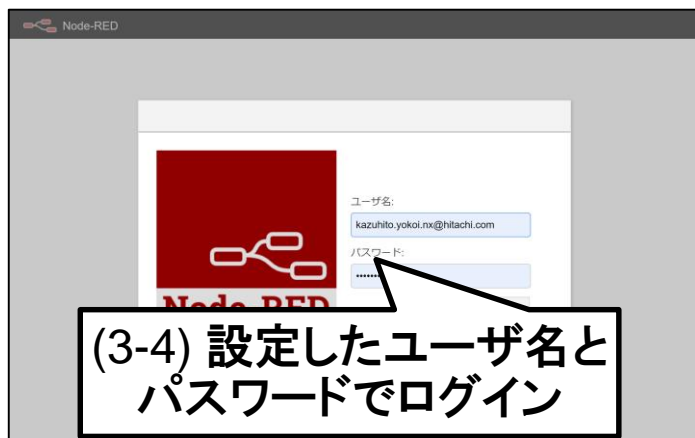 Node-RED
ユーザ名:
kazuhito.yokoi.nx@hitachi.com
パスワード:
Node-RED
(3-4) 設定したユーザ名と
パスワードでログイン